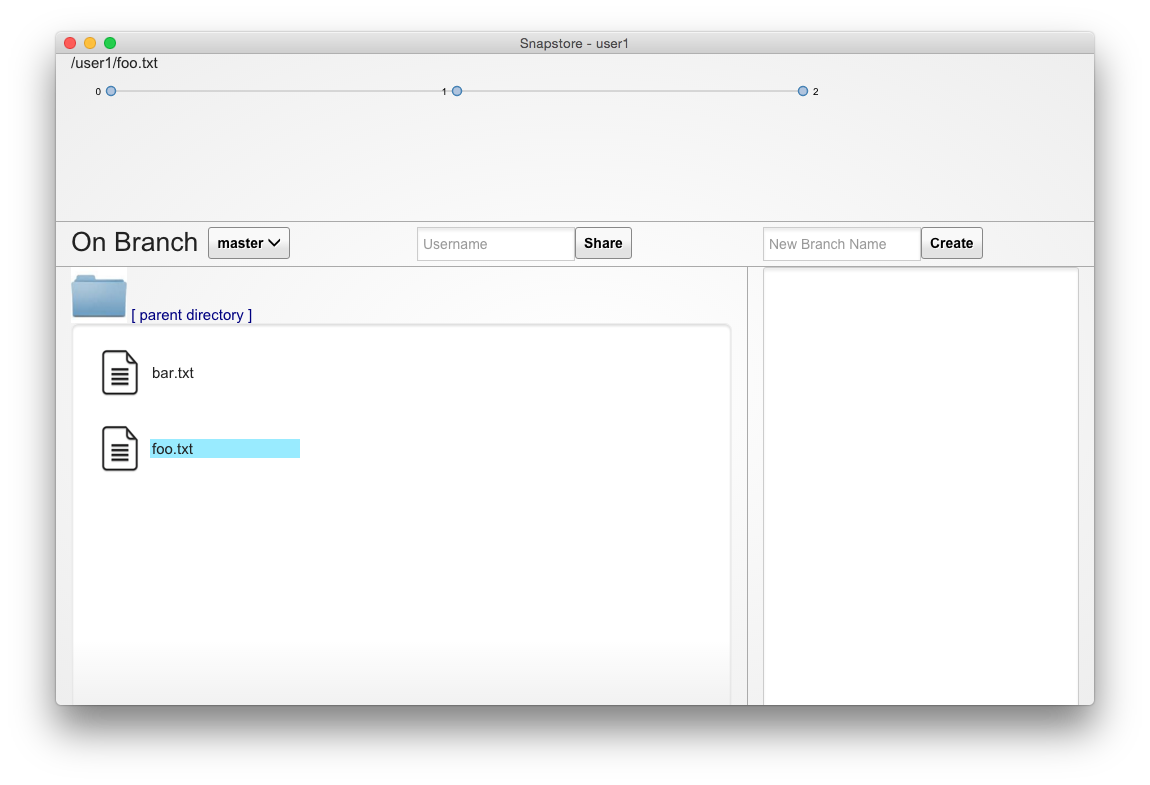 Snapstore - user1
/user1/foo.txt
0 1 2
On Branch master Username Share New Branch Name Create
[ parent directory ]
bar.txt
foo.txt